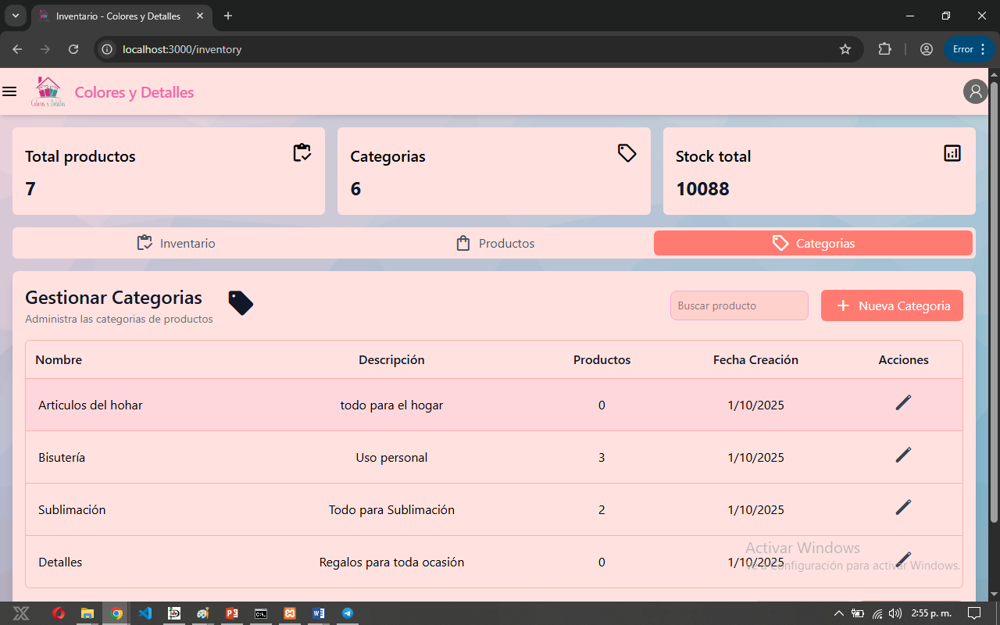 Inventario - Colores y Detalles
localhost:3000/inventory
Error
Colores y Detalles
Colores y Detalles
Total productos
7
Categorias
6
Stock total
10088
Inventario
Productos
Categorias
Gestionar Categorias
Administra las categorias de productos
Buscar producto
Nueva Categoria
Nombre Descripción Productos Fecha Creación Acciones
Articulos del hohar todo para el hogar 0 1/10/2025
Bisutería Uso personal 3 1/10/2025
Sublimación Todo para Sublimación 2 1/10/2025
Detalles Regalos para toda ocasión 0 1/10/2025
Activar Windows
Ve a Configuración para activar Windows.
2:55 p. m.